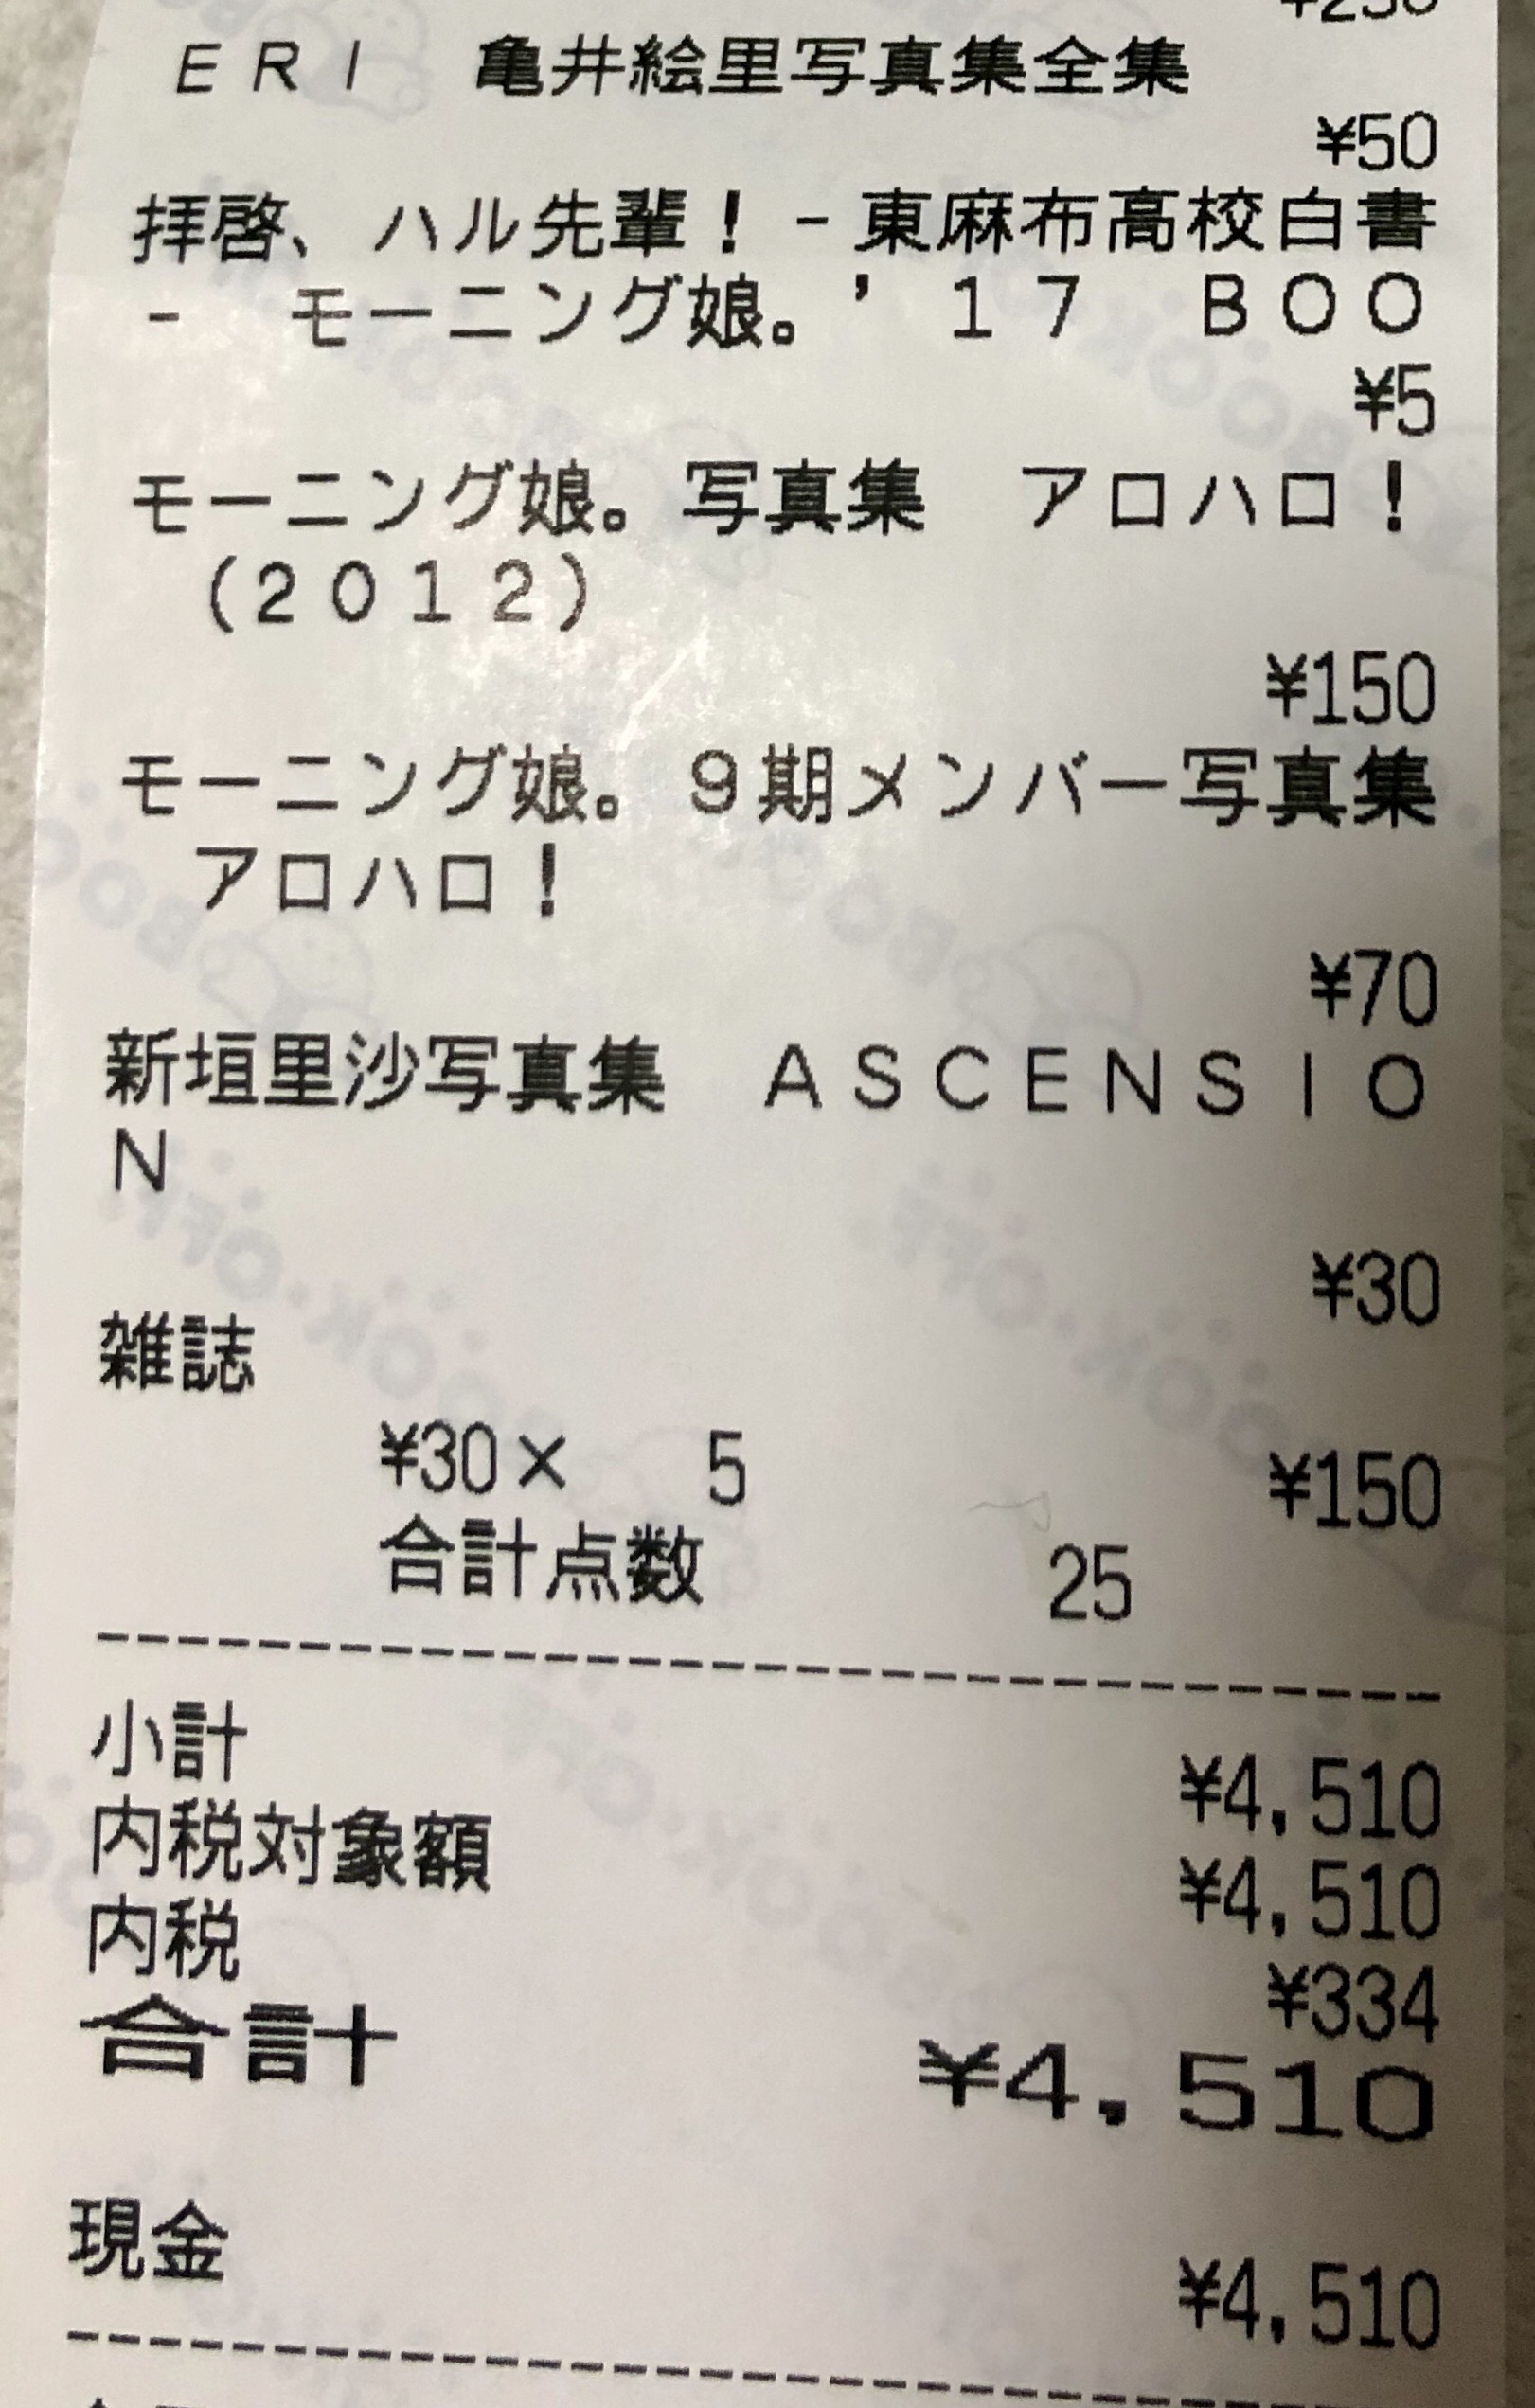 ERI 亀井絵里写真集全集
¥50
拝啓、ハル先輩!-東麻布高校白書
- モーニング娘。'17 BOO
¥5
モーニング娘。写真集 アロハロ!
(2012)
¥150
モーニング娘。9期メンバー写真集
アロハロ!
¥70
新垣里沙写真集 ASCENSIO
N
¥30
雑誌
¥30× 5 ¥150
合計点数 25
小計 ¥4,510
内税対象額 ¥4,510
内税 ¥334
合計 ¥4,510
現金 ¥4,510